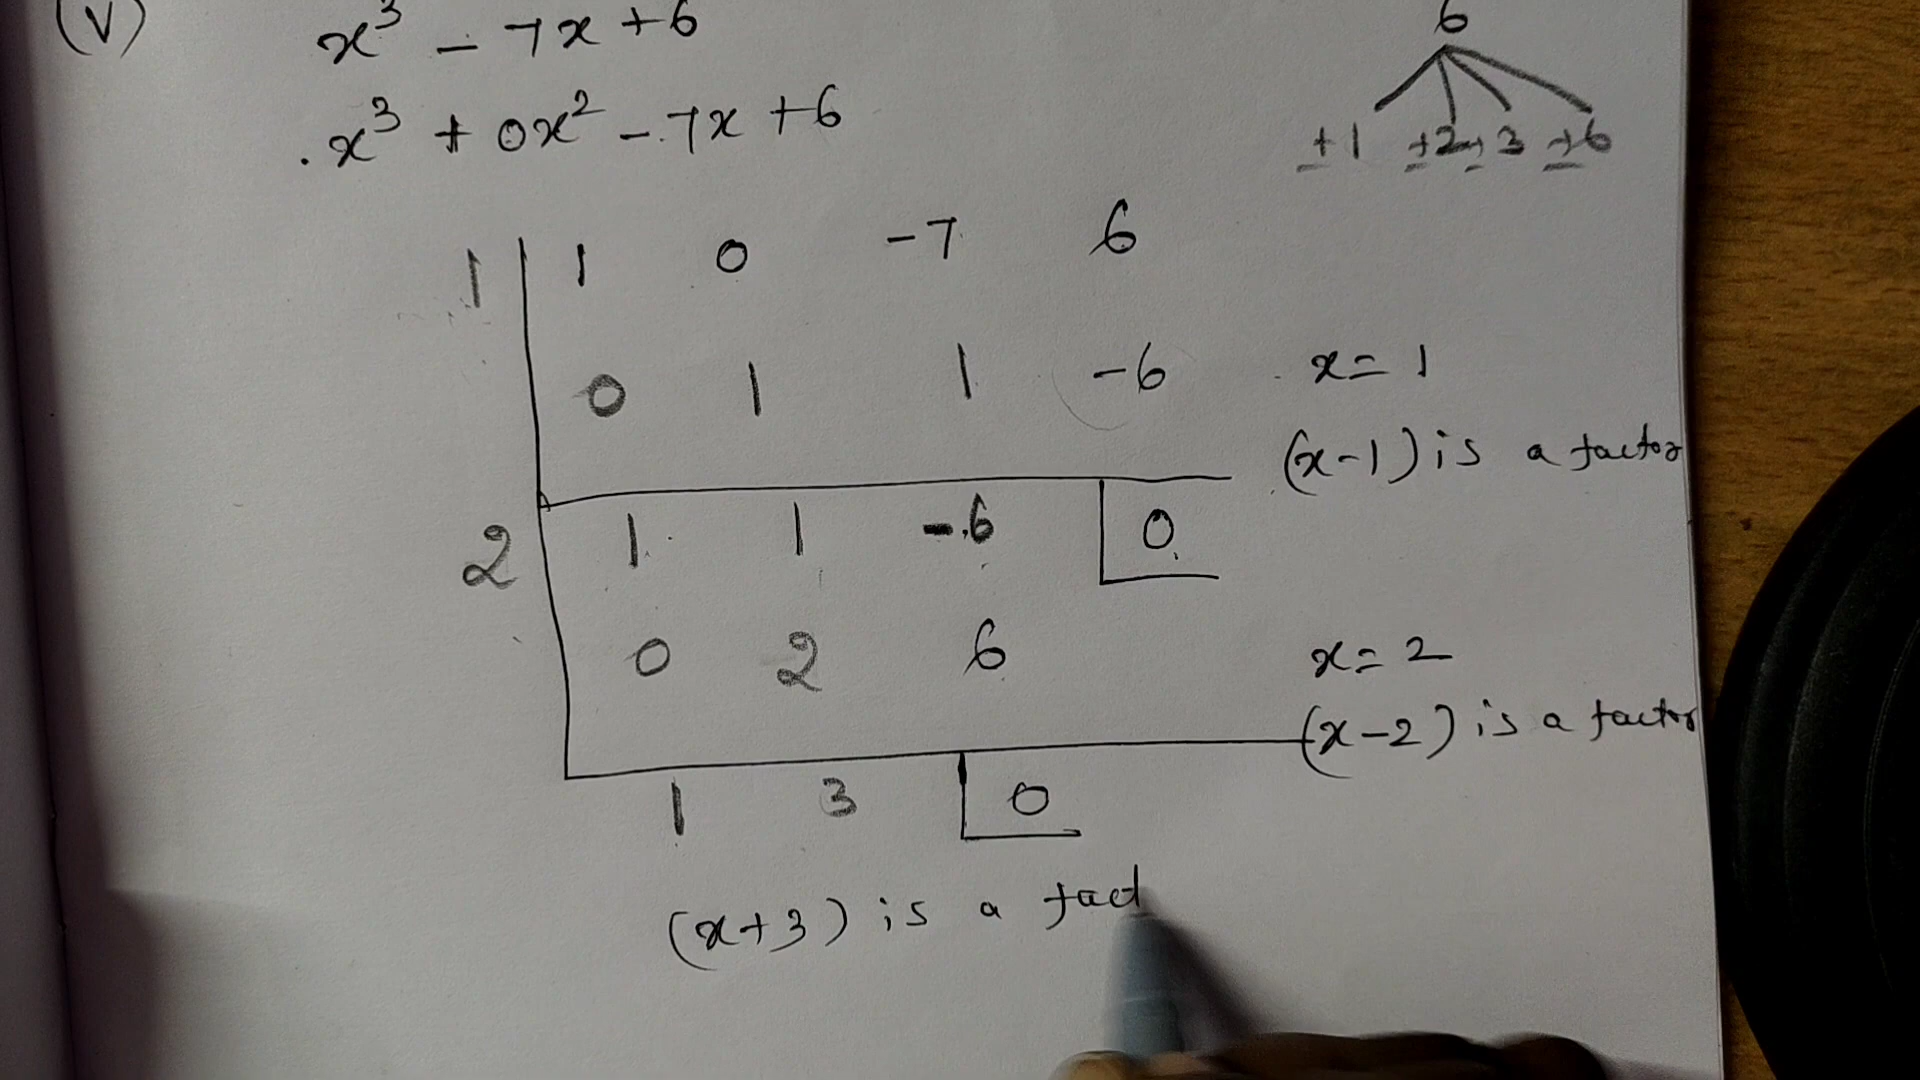 (V) x³ - 7x + 6
x³ + 0x² - 7x + 6
6
±1 ±2 ±3 ±6
1 | 1 0 -7 6
0 1 1 -6
x = 1
(x-1) is a factor
2 | 1 1 -6 | 0
0 2 6
x = 2
(x-2) is a factor
1 3 | 0
(x+3) is a fact